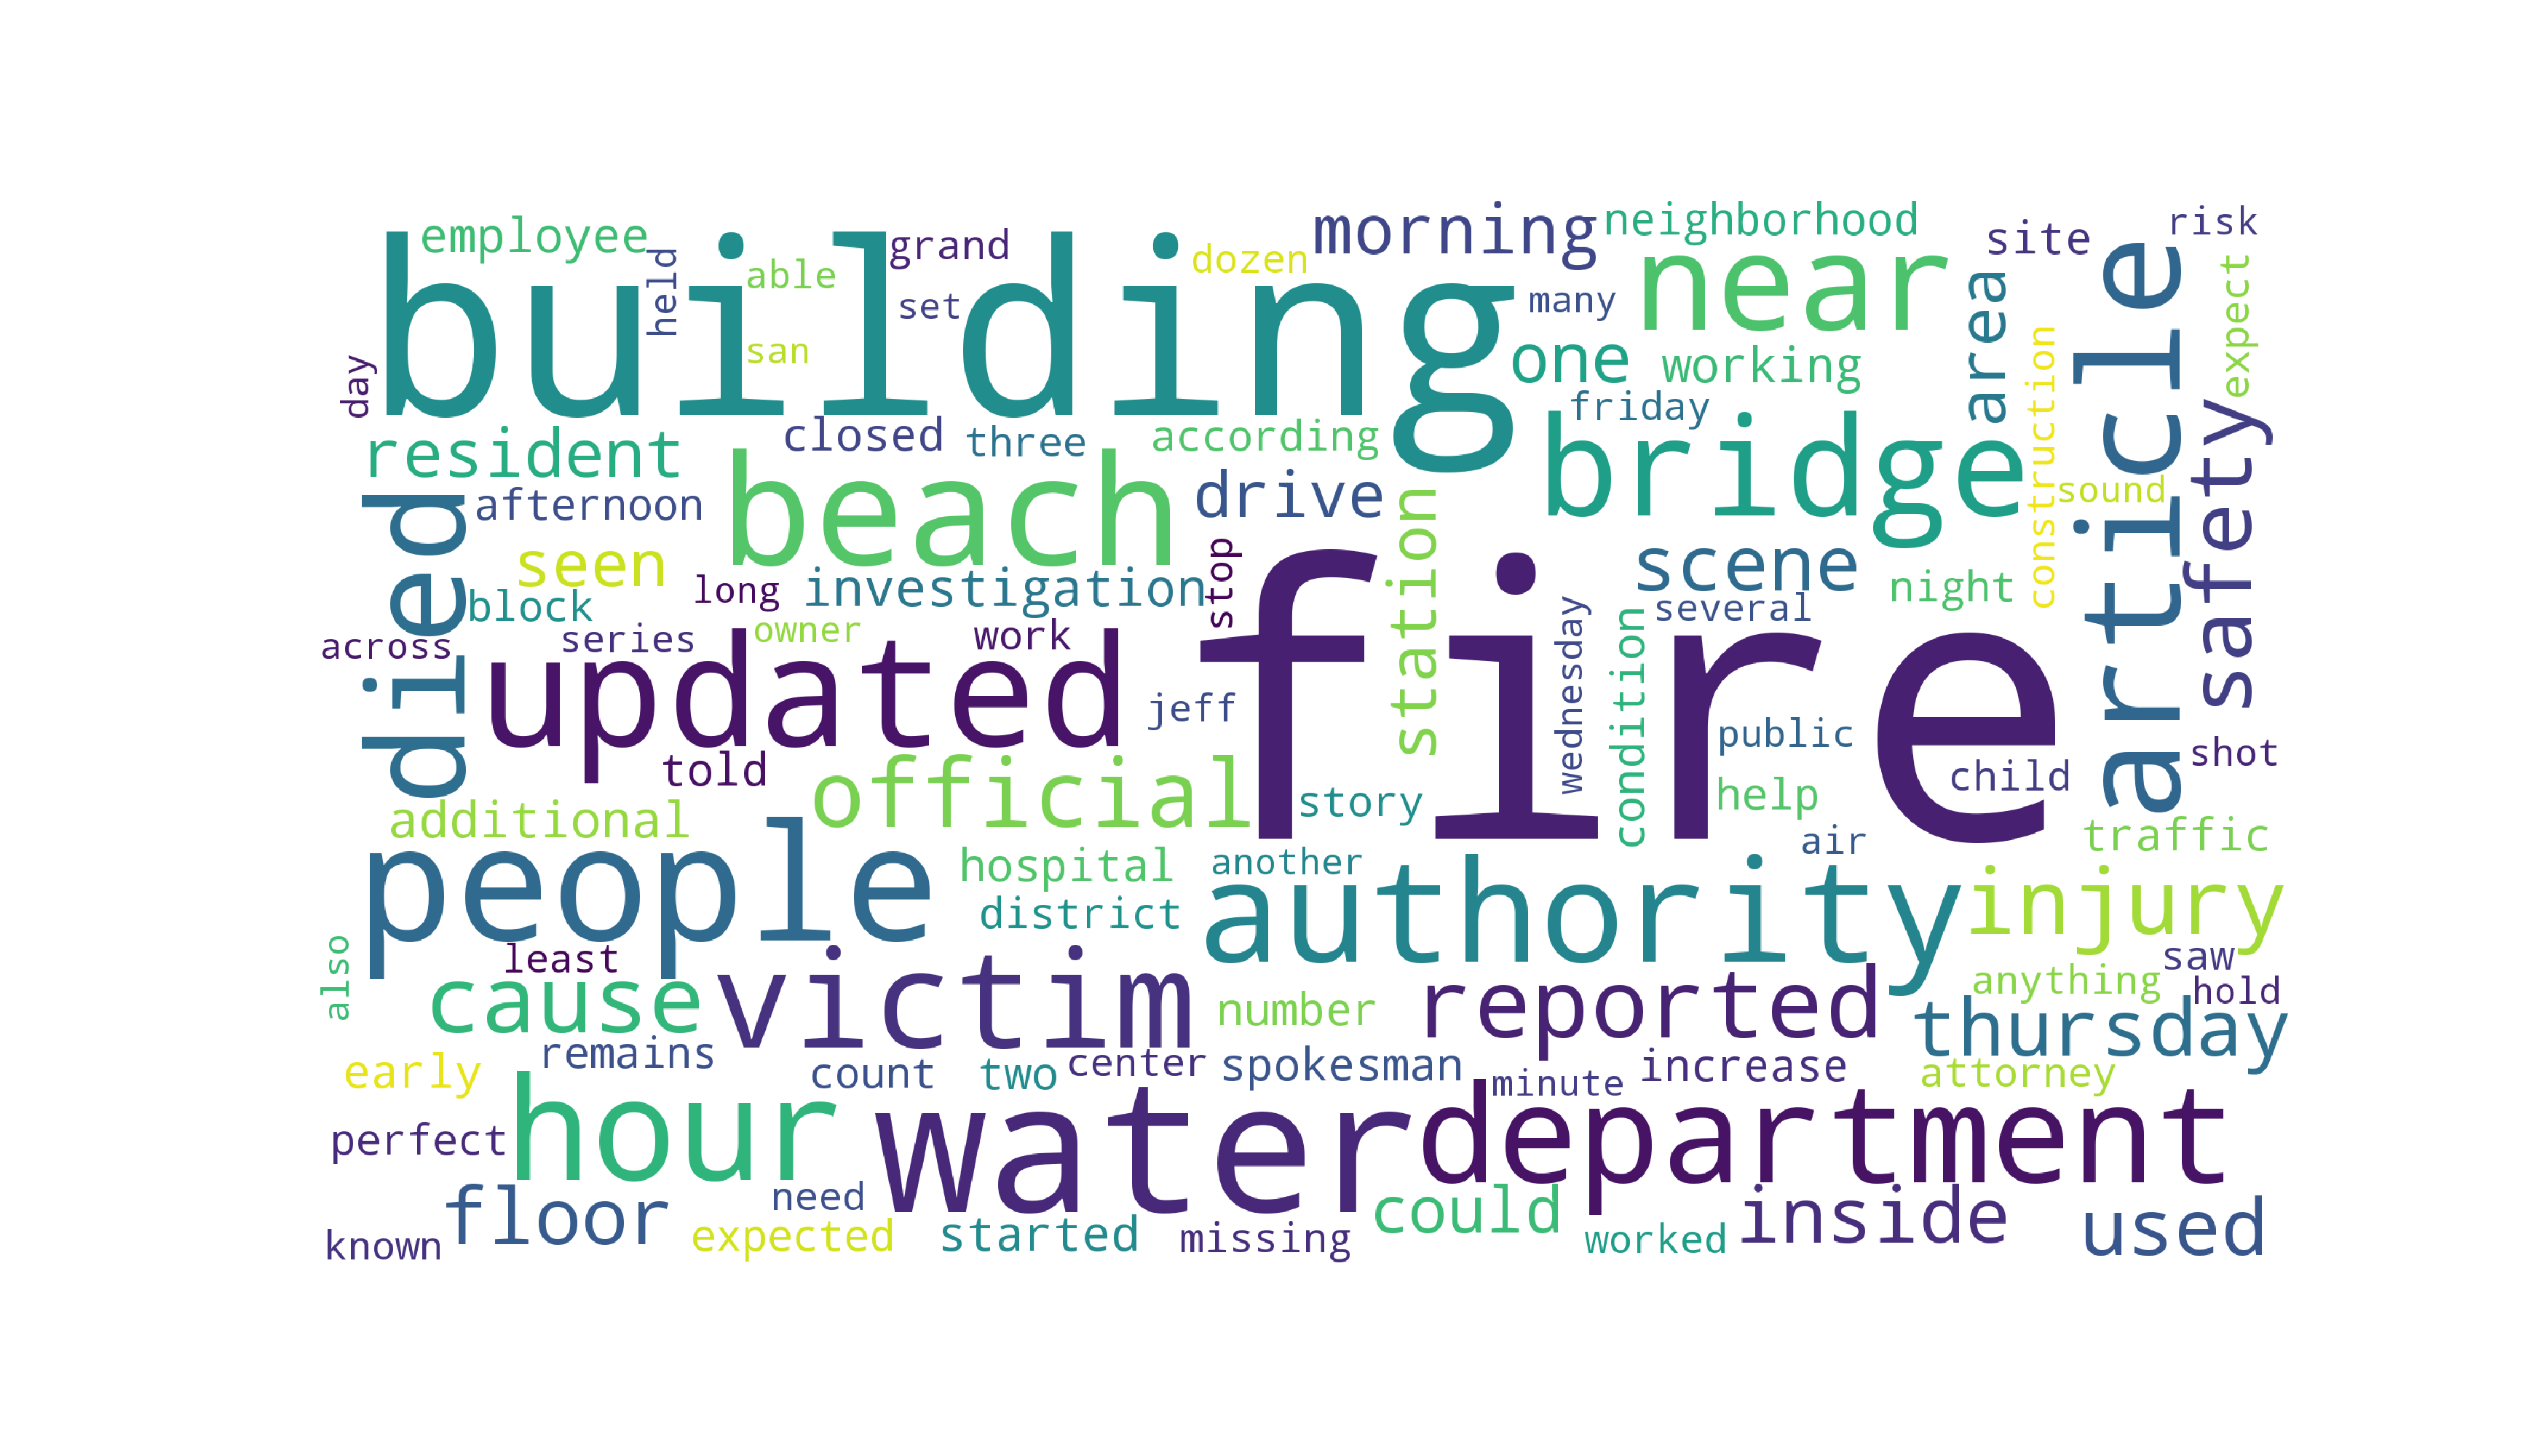 employee
held
able
grand
set
dozen
morning
neighborhood
site
risk
building
near
many
area
article
expect
day
san
one
working
construction
friday
resident
closed
three
according
bridge
safety
died
afternoon
beach
drive
station
sound
seen
block
long
investigation
stop
scene
night
several
across
series
owner
work
updated
fire
wednesday
condition
jeff
public
told
official
story
help
child
shot
additional
people
hospital
another
air
traffic
district
authority
injury
also
least
cause
victim
number
reported
anything
saw
hold
thursday
early
remains
count
two
center
spokesman
minute
increase
attorney
perfect
hour
water
department
known
floor
need
expected
started
missing
could
worked
inside
used